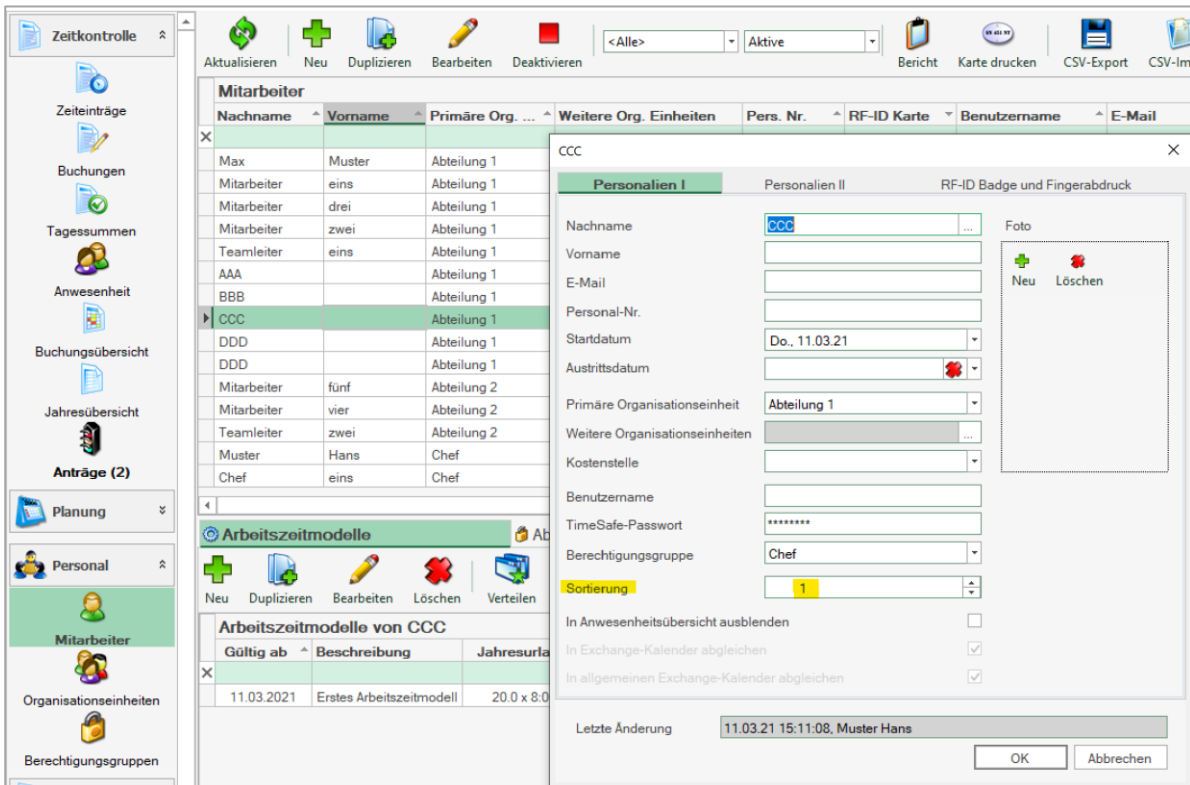 Zeitkontrolle
Zeiteinträge
Buchungen
Tagessummen
Anwesenheit
Buchungsübersicht
Jahresübersicht
Anträge (2)
Planung
Personal
Mitarbeiter
Organisationseinheiten
Berechtigungsgruppen
Aktualisieren Neu Duplizieren Bearbeiten Deaktivieren <Alle> Aktive Bericht Karte drucken CSV-Export CSV-Im
Mitarbeiter
Nachname Vorname Primäre Org. ... Weitere Org. Einheiten Pers. Nr. RF-ID Karte Benutzername E-Mail
Max Muster Abteilung 1
Mitarbeiter eins Abteilung 1
Mitarbeiter drei Abteilung 1
Mitarbeiter zwei Abteilung 1
Teamleiter eins Abteilung 1
AAA Abteilung 1
BBB Abteilung 1
CCC Abteilung 1
DDD Abteilung 1
DDD Abteilung 1
Mitarbeiter fünf Abteilung 2
Mitarbeiter vier Abteilung 2
Teamleiter zwei Abteilung 2
Muster Hans Chef
Chef eins Chef
Arbeitszeitmodelle Ab
Neu Duplizieren Bearbeiten Löschen Verteilen
Arbeitszeitmodelle von CCC
Gültig ab Beschreibung Jahresurla
11.03.2021 Erstes Arbeitszeitmodell 20.0 x 8:0
CCC
Personalien I Personalien II RF-ID Badge und Fingerabdruck
Nachname CCC ... Foto
Vorname
E-Mail
Neu Löschen
Personal-Nr.
Startdatum Do., 11.03.21
Austrittsdatum
Primäre Organisationseinheit Abteilung 1
Weitere Organisationseinheiten ...
Kostenstelle
Benutzername
TimeSafe-Passwort ********
Berechtigungsgruppe Chef
Sortierung 1
In Anwesenheitsübersicht ausblenden
In Exchange-Kalender abgleichen
In allgemeinen Exchange-Kalender abgleichen
Letzte Änderung 11.03.21 15:11:08, Muster Hans
OK Abbrechen